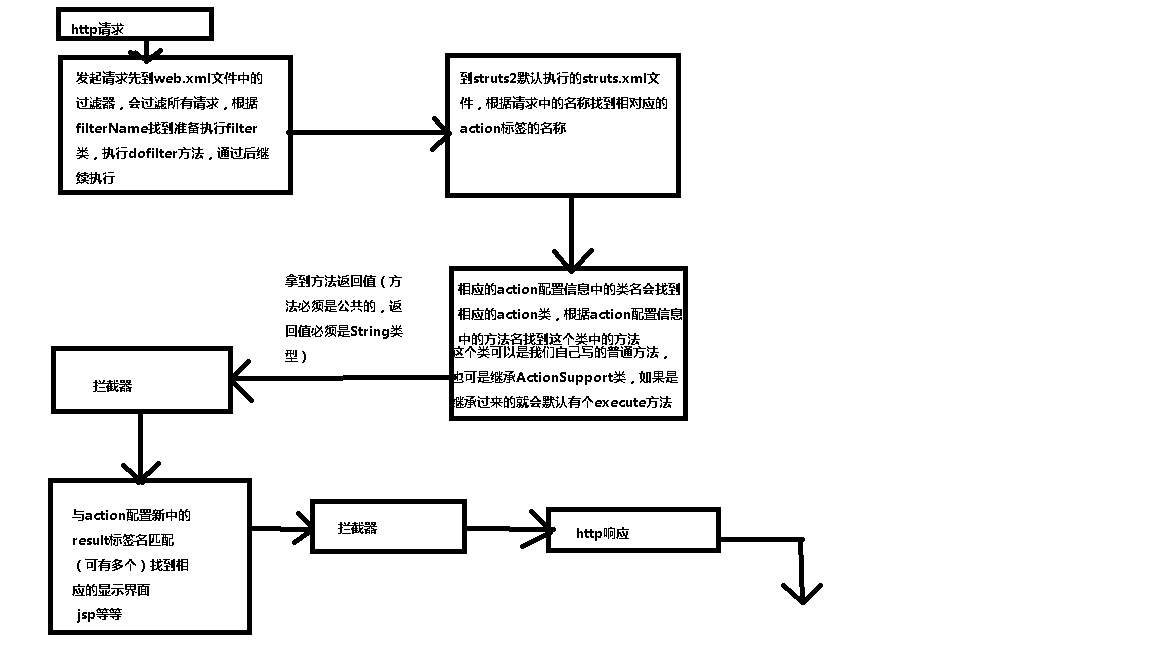 http请求
发起请求先到web.xml文件中的
过滤器，会过滤所有请求，根据
filterName找到准备执行filter
类，执行dofilter方法，通过后继
续执行
到struts2默认执行的struts.xml文
件，根据请求中的名称找到相对应的
action标签的名称
相应的action配置信息中的类名会找到
相应的action类，根据action配置信息
中的方法名找到这个类中的方法
这个类可以是我们自己写的普通方法，
也可是继承ActionSupport类，如果是
继承过来的就会默认有个execute方法
拿到方法返回值（方
法必须是公共的，返
回值必须是String类
型）
拦截器
与action配置新中的
result标签名匹配
（可有多个）找到相
应的显示界面
jsp等等
拦截器
http响应